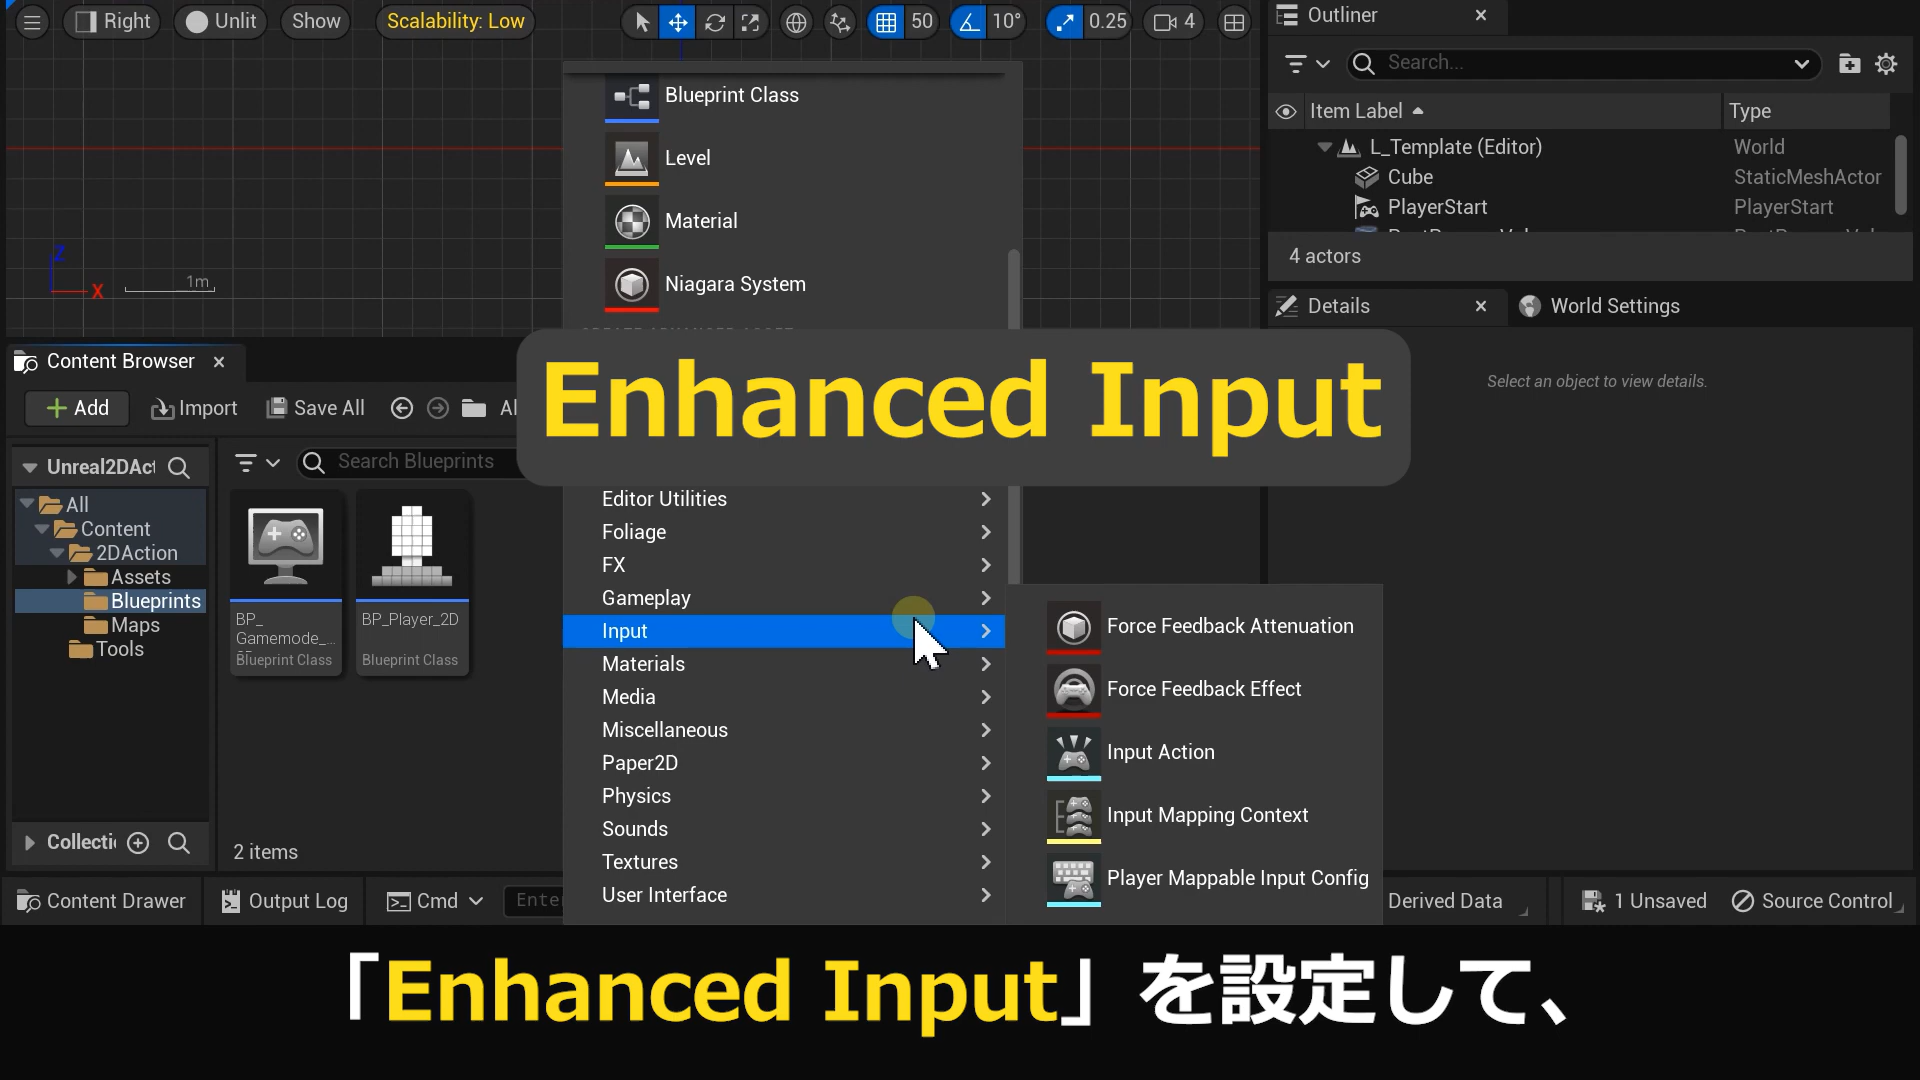 Right
Unlit
Show
Scalability: Low
50
10°
0.25
4
Outliner
Search...
Item Label
Type
L_Template (Editor)
World
Cube
StaticMeshActor
PlayerStart
PlayerStart
4 actors
Details
World Settings
Select an object to view details.
Z
X
1m
Blueprint Class
Level
Material
Niagara System
Enhanced Input
Content Browser
Add
Import
Save All
Al
Unreal2DAct
Search Blueprints
All
Content
2DAction
Assets
Blueprints
Maps
Tools
BP_
Gamemode_...
Blueprint Class
BP_Player_2D
Blueprint Class
Collecti
2 items
Editor Utilities
Foliage
FX
Gameplay
Input
Materials
Media
Miscellaneous
Paper2D
Physics
Sounds
Textures
User Interface
Force Feedback Attenuation
Force Feedback Effect
Input Action
Input Mapping Context
Player Mappable Input Config
Content Drawer
Output Log
Cmd
Enter
Derived Data
1 Unsaved
Source Control
「Enhanced Input」を設定して、